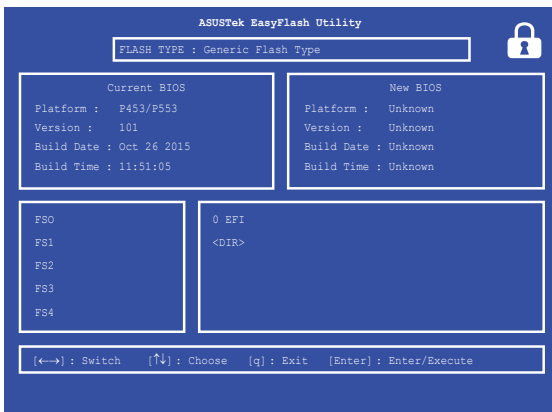 ASUSTek EasyFlash Utility
FLASH TYPE : Generic Flash Type
Current BIOS
Platform : P453/P553
Version : 101
Build Date : Oct 26 2015
Build Time : 11:51:05
New BIOS
Platform : Unknown
Version : Unknown
Build Date : Unknown
Build Time : Unknown
FS0
FS1
FS2
FS3
FS4
0 EFI
<DIR>
[←→] : Switch [↑↓] : Choose [q] : Exit [Enter] : Enter/Execute